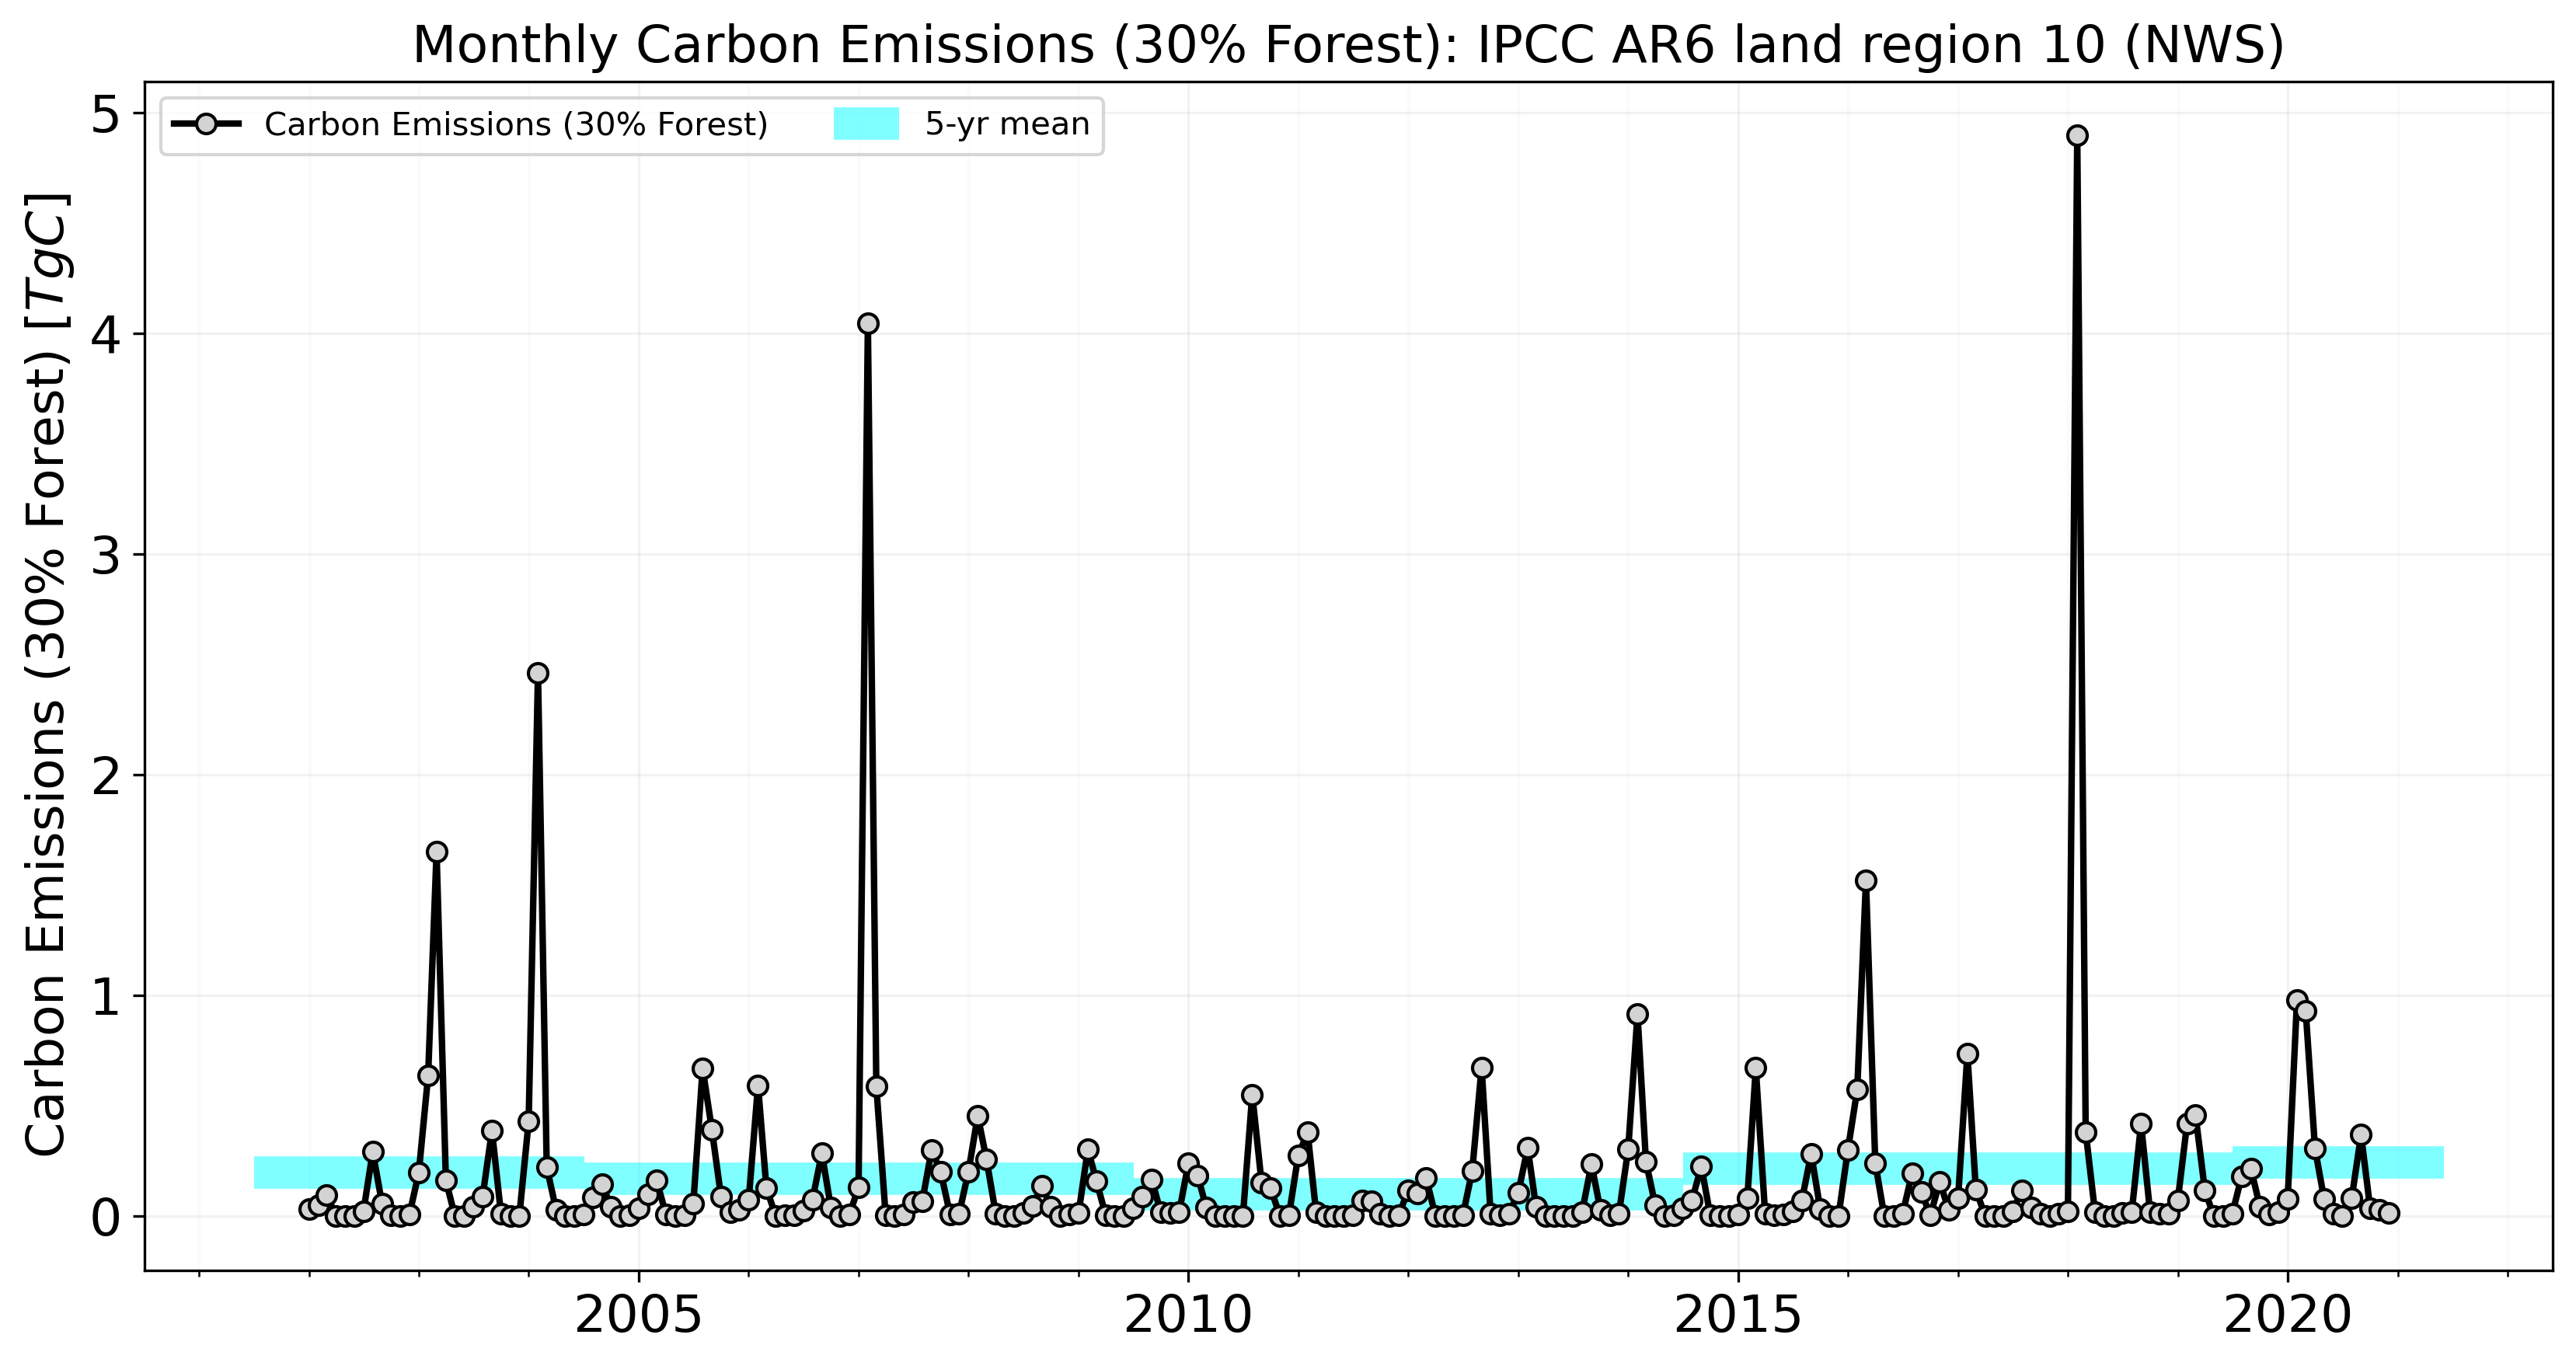 Monthly Carbon Emissions (30% Forest): IPCC AR6 land region 10 (NWS)
Carbon Emissions (30% Forest)
5-yr mean
Carbon Emissions (30% Forest) [TgC]
5
4
3
2
1
0
2005
2010
2015
2020